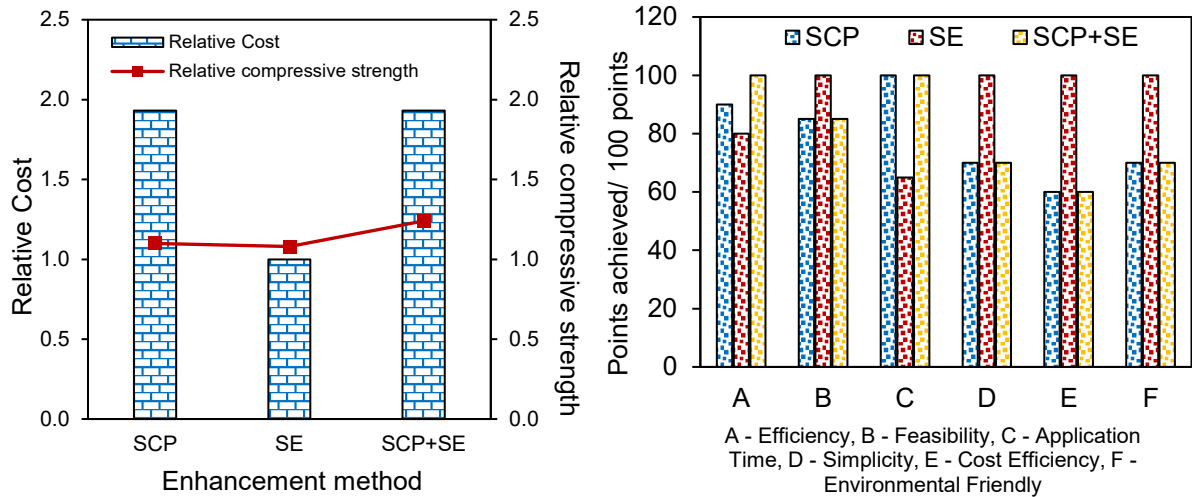 2.5
2.0
1.5
1.0
0.5
0.0
Relative Cost
Relative Cost
Relative compressive strength
2.5
2.0
1.5
1.0
0.5
0.0
Relative compressive strength
SCP SE SCP+SE
Enhancement method
120
100
80
60
40
20
0
Points achieved/ 100 points
SCP SE SCP+SE
A B C D E F
A - Efficiency, B - Feasibility, C - Application
Time, D - Simplicity, E - Cost Efficiency, F -
Environmental Friendly